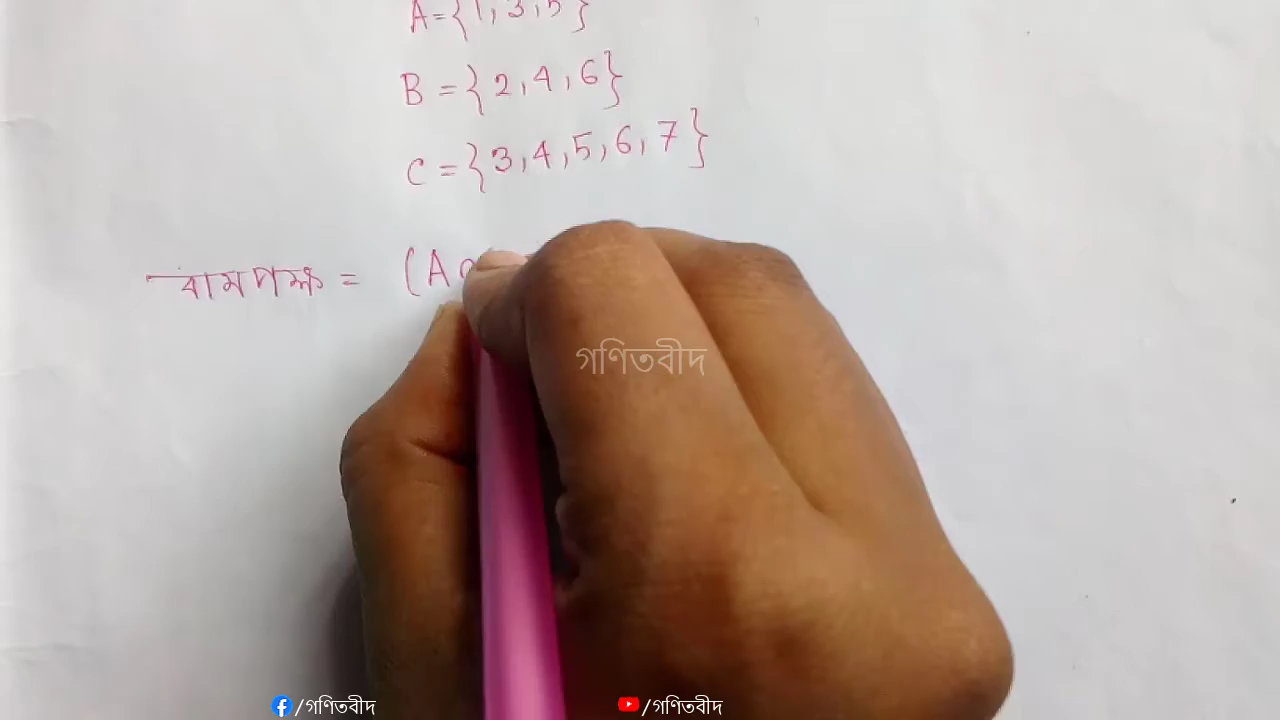 A={1,3,5}
B={2,4,6}
C={3,4,5,6,7}
বামপক্ষ = (A
গণিতবীদ
/গণিতবীদ /গণিতবীদ